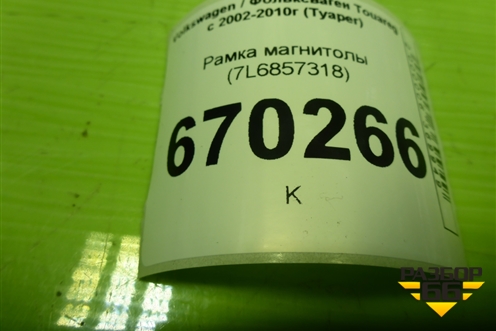 Volkswagen / Фольксваген Touareg
с 2002-2010г (Туарег)
Рамка магнитолы
(7L6857318)
670266
К
РАЗБОР
66